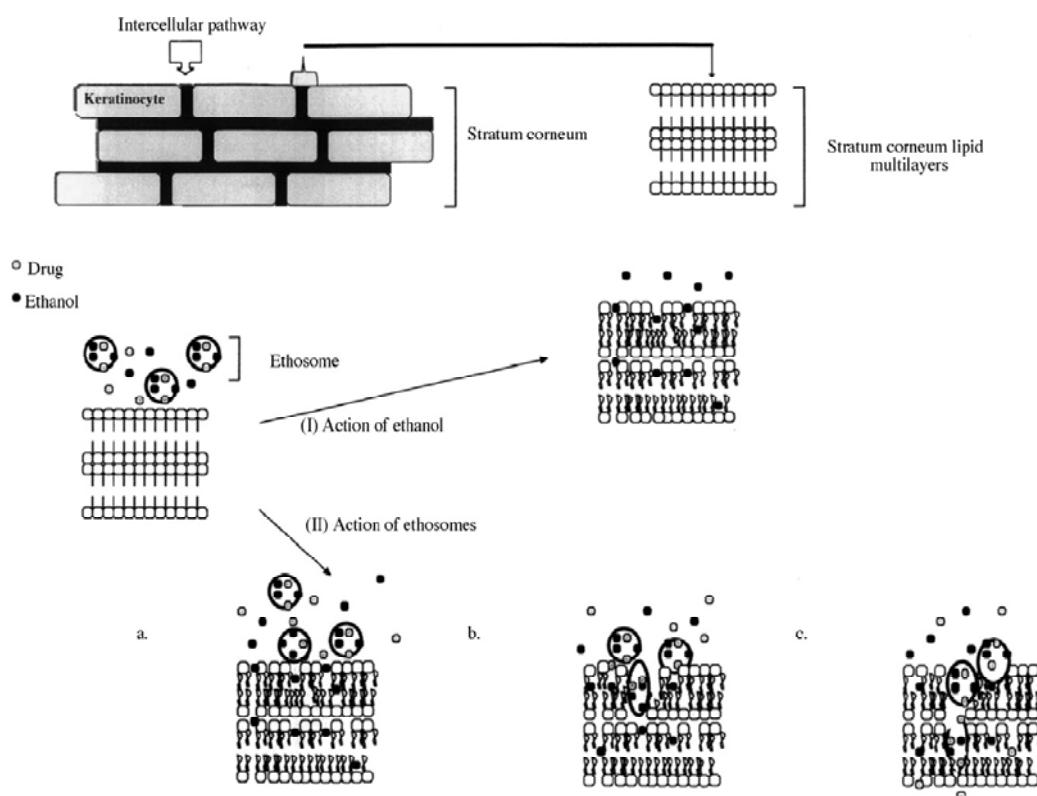 Intercellular pathway
Keratinocyte
Stratum corneum
Stratum corneum lipid
multilayers
Drug
Ethanol
Ethosome
(I) Action of ethanol
(II) Action of ethosomes
a.
b.
c.